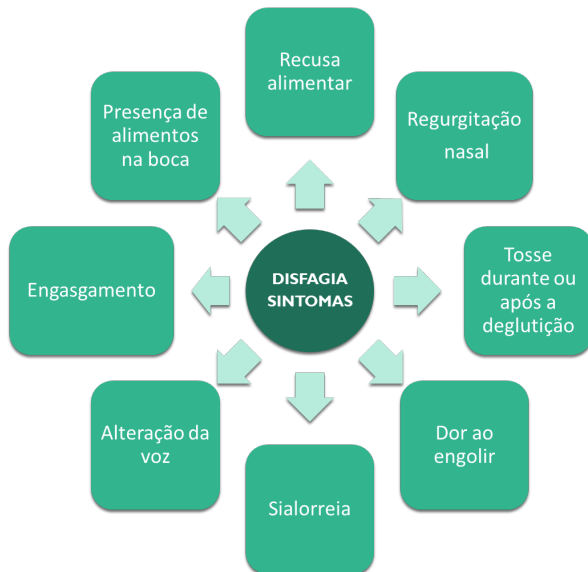 Recusa
alimentar
Regurgitação
nasal
Tosse
durante ou
após a
deglutição
Dor ao
engolir
Sialorreia
Alteração da
voz
Engasgamento
Presença de
alimentos
na boca
DISFAGIA
SINTOMAS